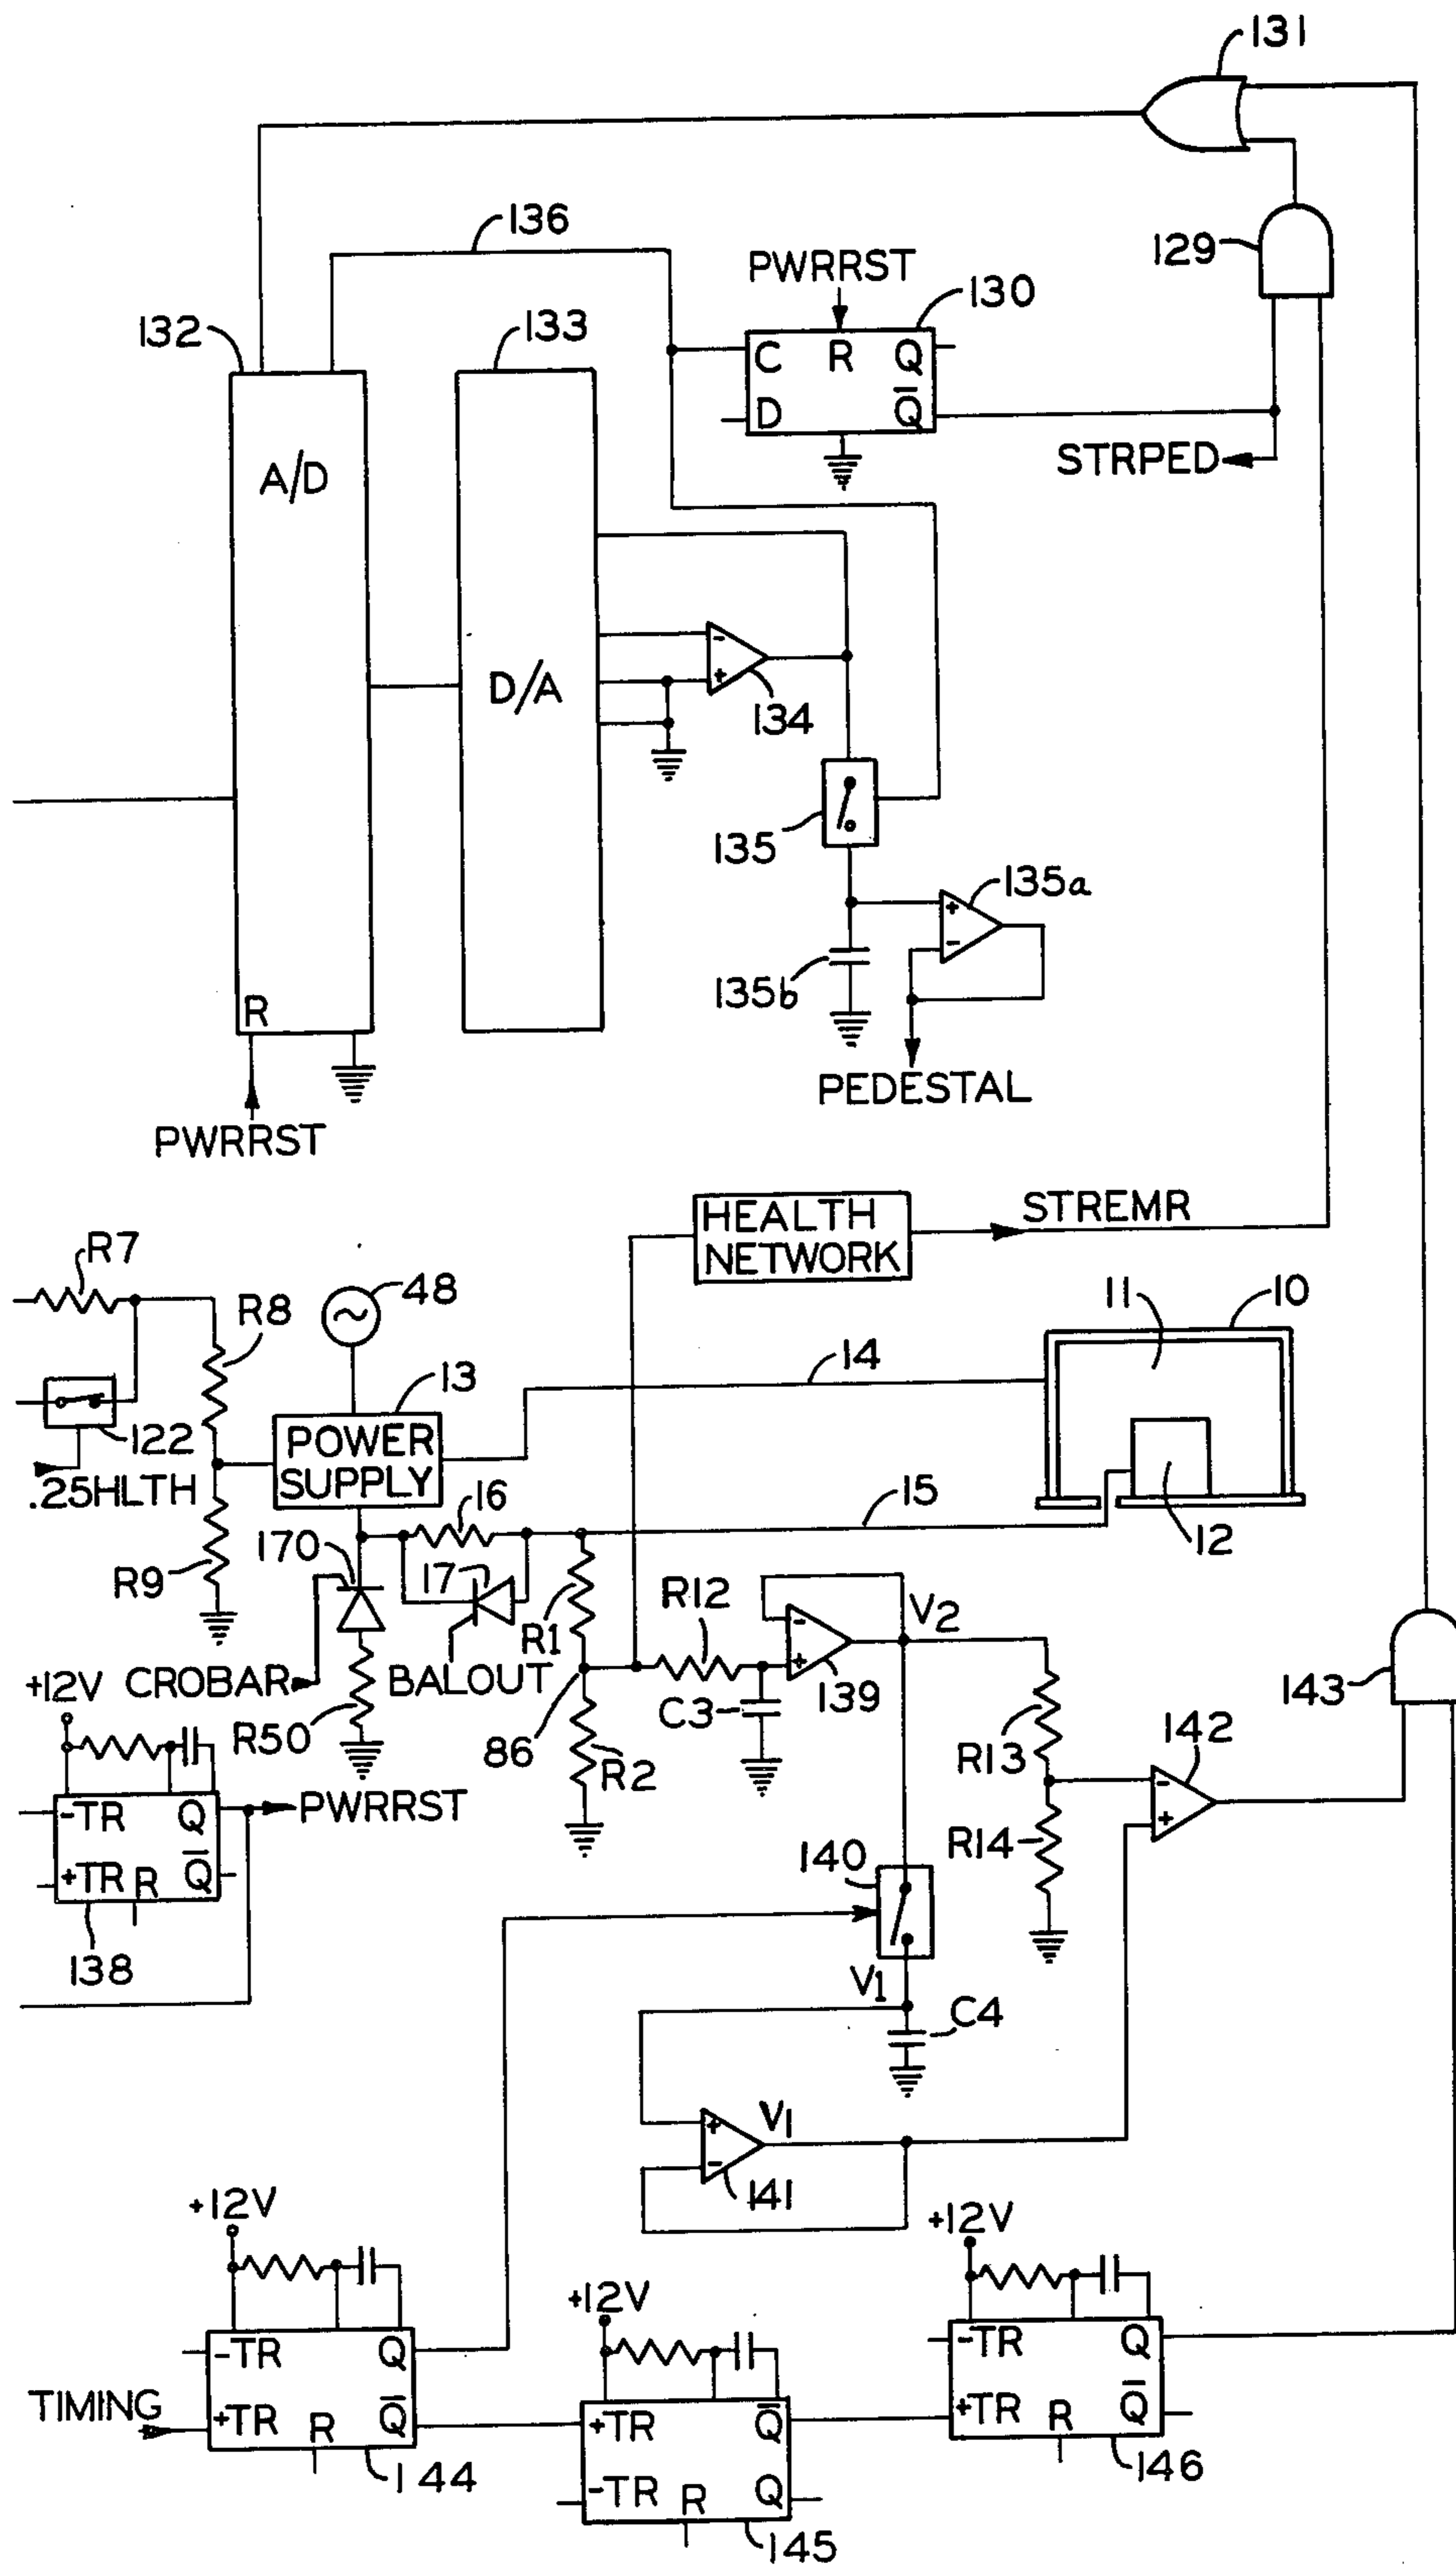 131
136
129
PWRRST
130
132
133
C R Q
D Q̅
A/D
STRPED
D/A
-
+
134
135
135a
+
-
135b
R
PEDESTAL
PWRRST
HEALTH
NETWORK
STREMR
R7
48
11
10
R8
14
13
122
POWER
SUPPLY
.25HLTH
16
15
12
170
17
R9
R1
R12
V2
-
+
139
+12V
CROBAR
BALOUT
C3
143
R50
86
R2
R13
142
-
+
-TR Q
PWRRST
+TR R Q̅
R14
140
138
V1
C4
V1
+
-
141
+12V
+12V
+12V
-TR Q
-TR Q
TIMING
+TR R Q̅
+TR Q̅
+TR R Q̅
144
-TR R Q
146
145